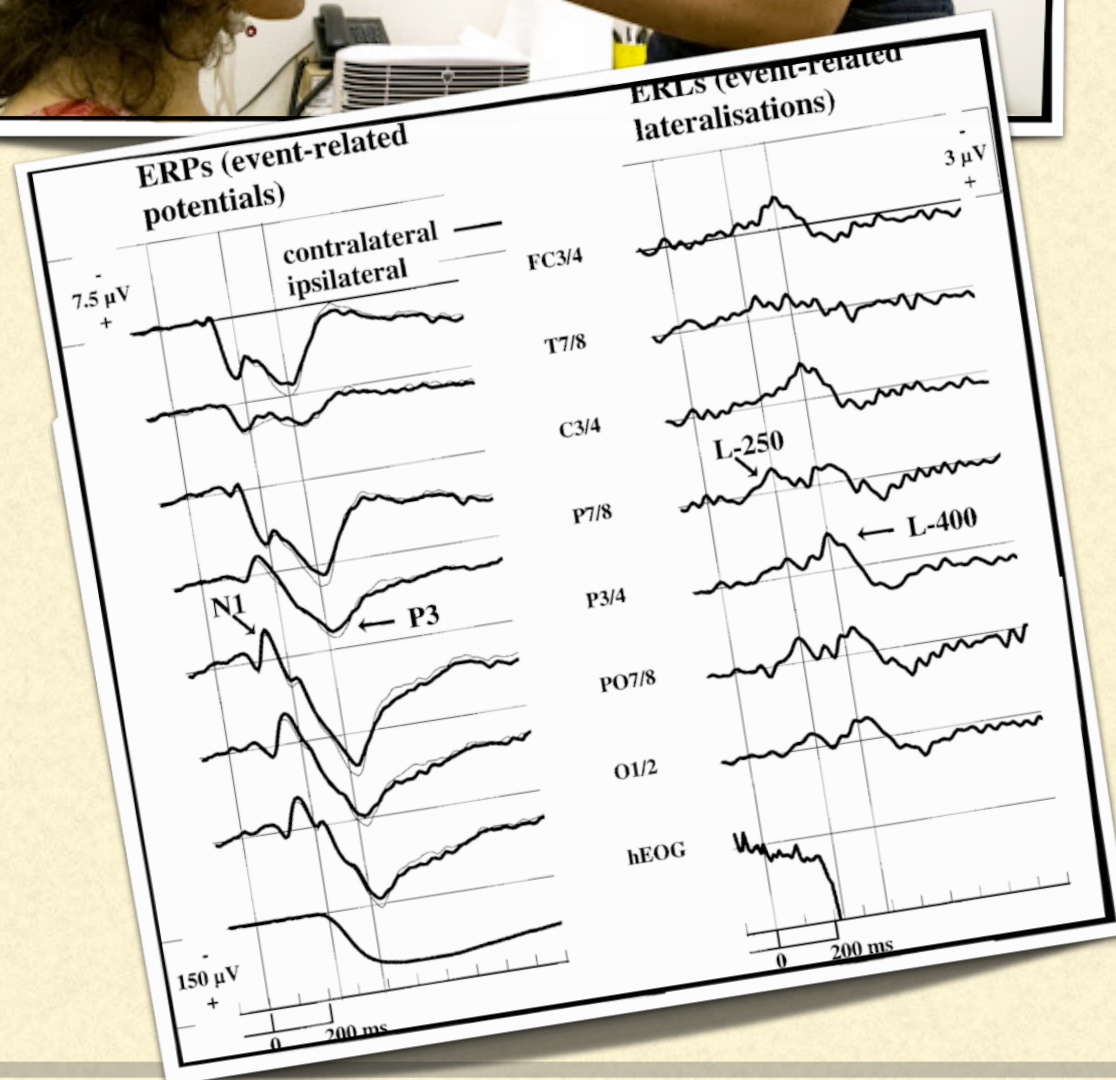 ERPs (event-related
potentials)
-
7.5 µV
+
contralateral
ipsilateral
N1
P3
-
150 µV
+
0
200 ms
ERLs (event-related
lateralisations)
-
3 µV
+
FC3/4
T7/8
C3/4
L-250
P7/8
L-400
P3/4
PO7/8
O1/2
hEOG
0
200 ms